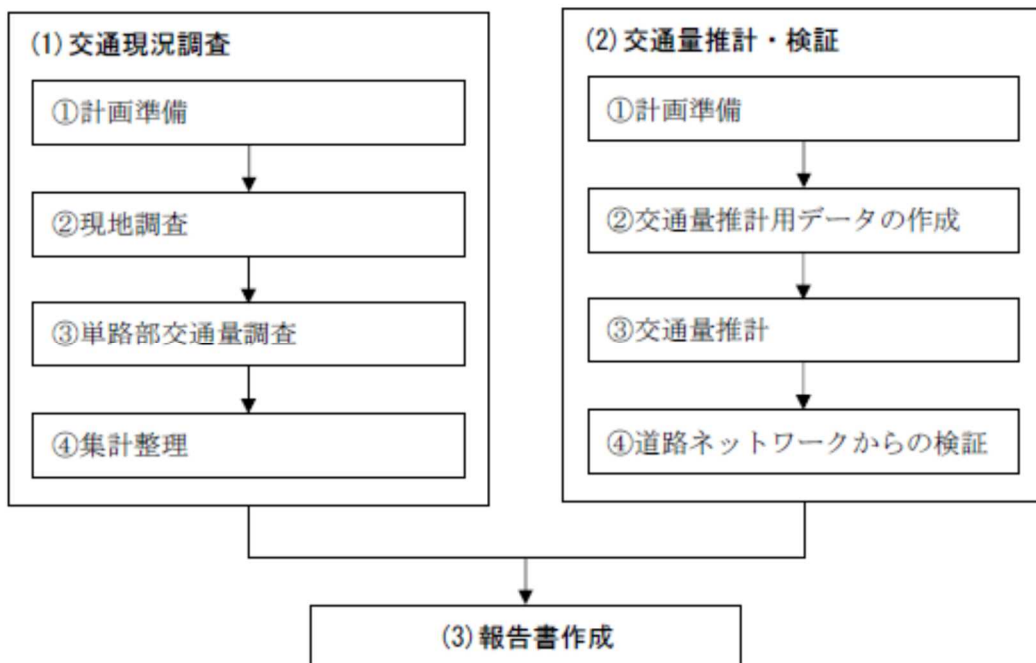 (1)交通現況調査
①計画準備
②現地調査
③単路部交通量調査
④集計整理
(2)交通量推計・検証
①計画準備
②交通量推計用データの作成
③交通量推計
④道路ネットワークからの検証
(3)報告書作成